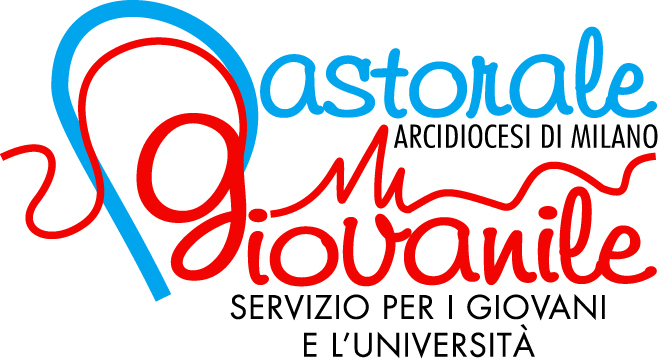 Pastorale
ARCIDIOCESI DI MILANO
giovanile
SERVIZIO PER I GIOVANI
E L'UNIVERSITÀ